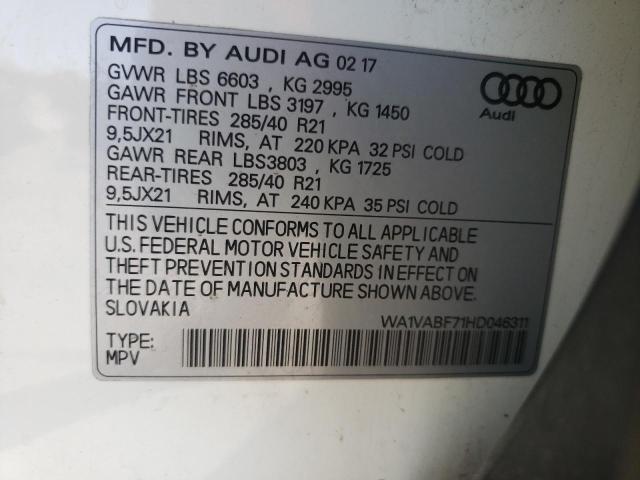 MFD. BY AUDI AG 02 17
GVWR LBS 6603 , KG 2995
GAWR FRONT LBS 3197 , KG 1450
FRONT-TIRES 285/40 R21
9,5JX21 RIMS, AT 220 KPA 32 PSI COLD
GAWR REAR LBS3803 , KG 1725
REAR-TIRES 285/40 R21
9,5JX21 RIMS, AT 240 KPA 35 PSI COLD
Audi
THIS VEHICLE CONFORMS TO ALL APPLICABLE
U.S. FEDERAL MOTOR VEHICLE SAFETY AND
THEFT PREVENTION STANDARDS IN EFFECT ON
THE DATE OF MANUFACTURE SHOWN ABOVE.
SLOVAKIA
WA1VABF71HD046311
TYPE:
MPV